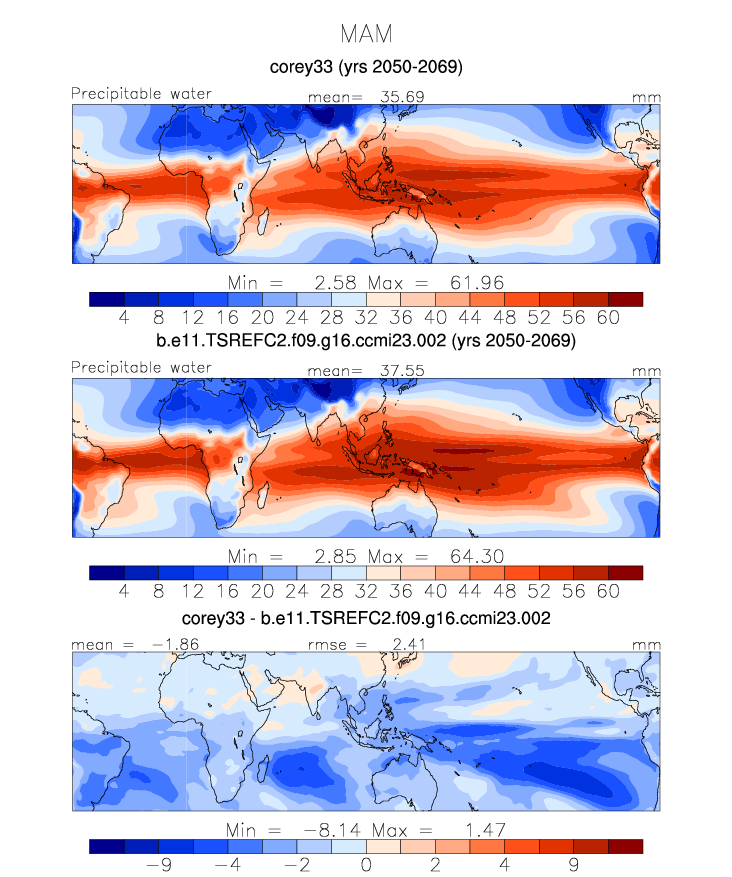 MAM
corey33 (yrs 2050-2069)
Precipitable water mean= 35.69 mm
Min = 2.58 Max = 61.96
4 8 12 16 20 24 28 32 36 40 44 48 52 56 60
b.e11.TSREFC2.f09.g16.ccmi23.002 (yrs 2050-2069)
Precipitable water mean= 37.55 mm
Min = 2.85 Max = 64.30
4 8 12 16 20 24 28 32 36 40 44 48 52 56 60
corey33 - b.e11.TSREFC2.f09.g16.ccmi23.002
mean = -1.86 rmse = 2.41 mm
Min = -8.14 Max = 1.47
-9 -4 -2 0 2 4 9